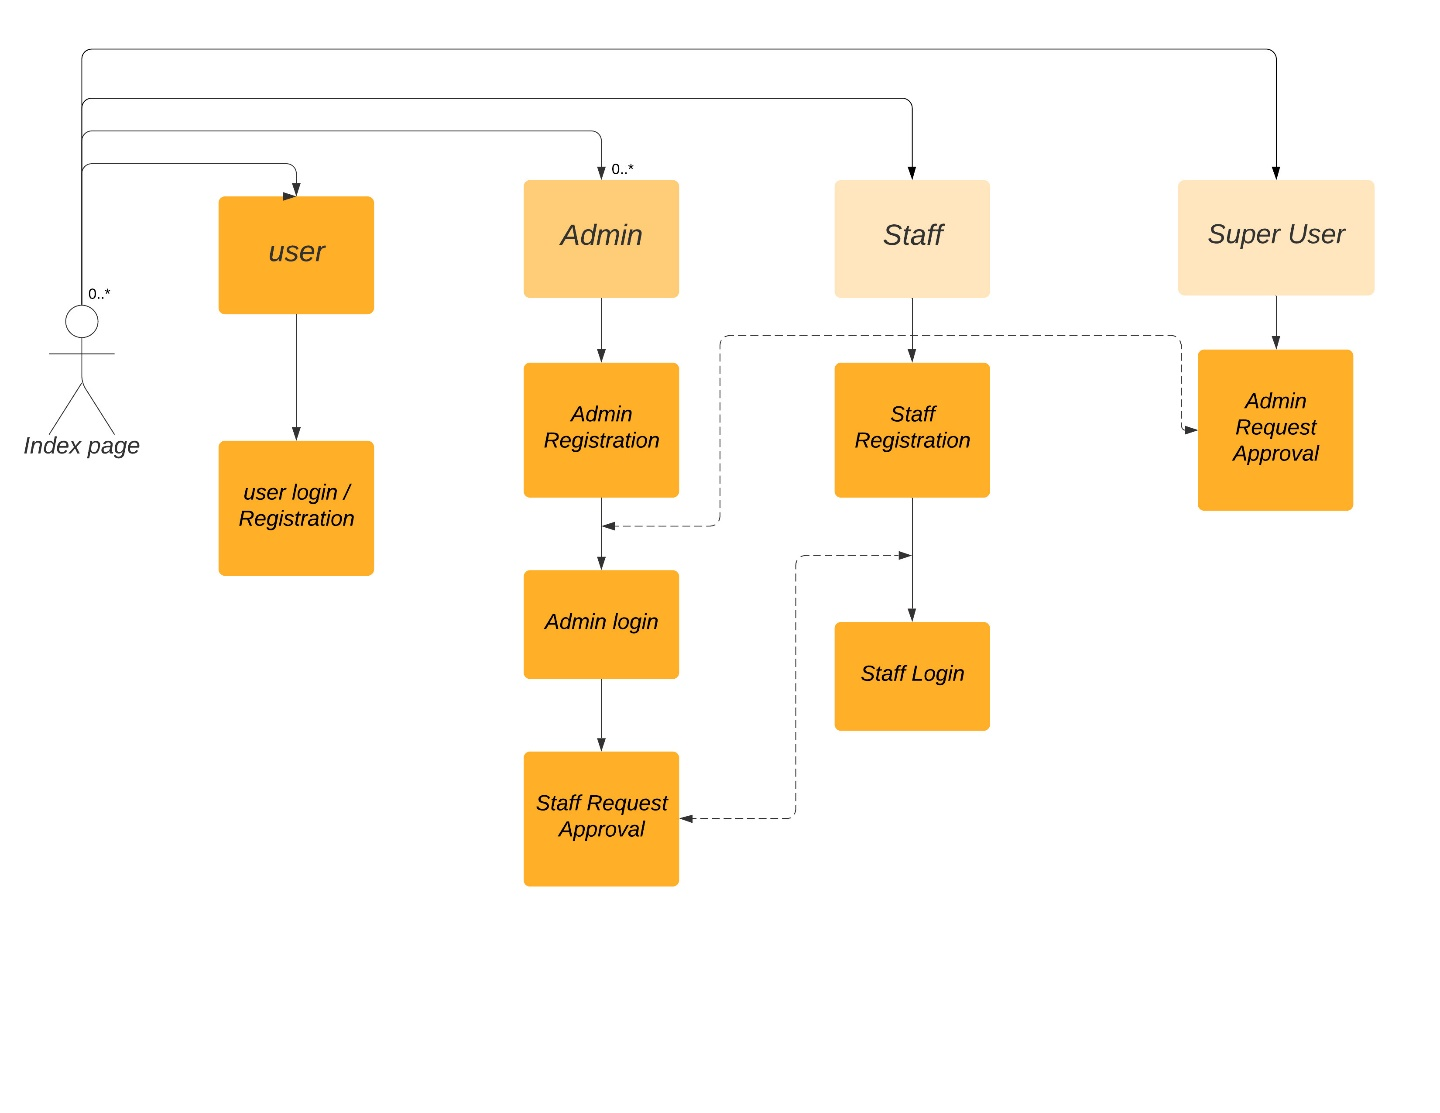 0..*
user
Admin
Staff
Super User
0..*
Index page
user login /
Registration
Admin
Registration
Staff
Registration
Admin
Request
Approval
Admin login
Staff Login
Staff Request
Approval